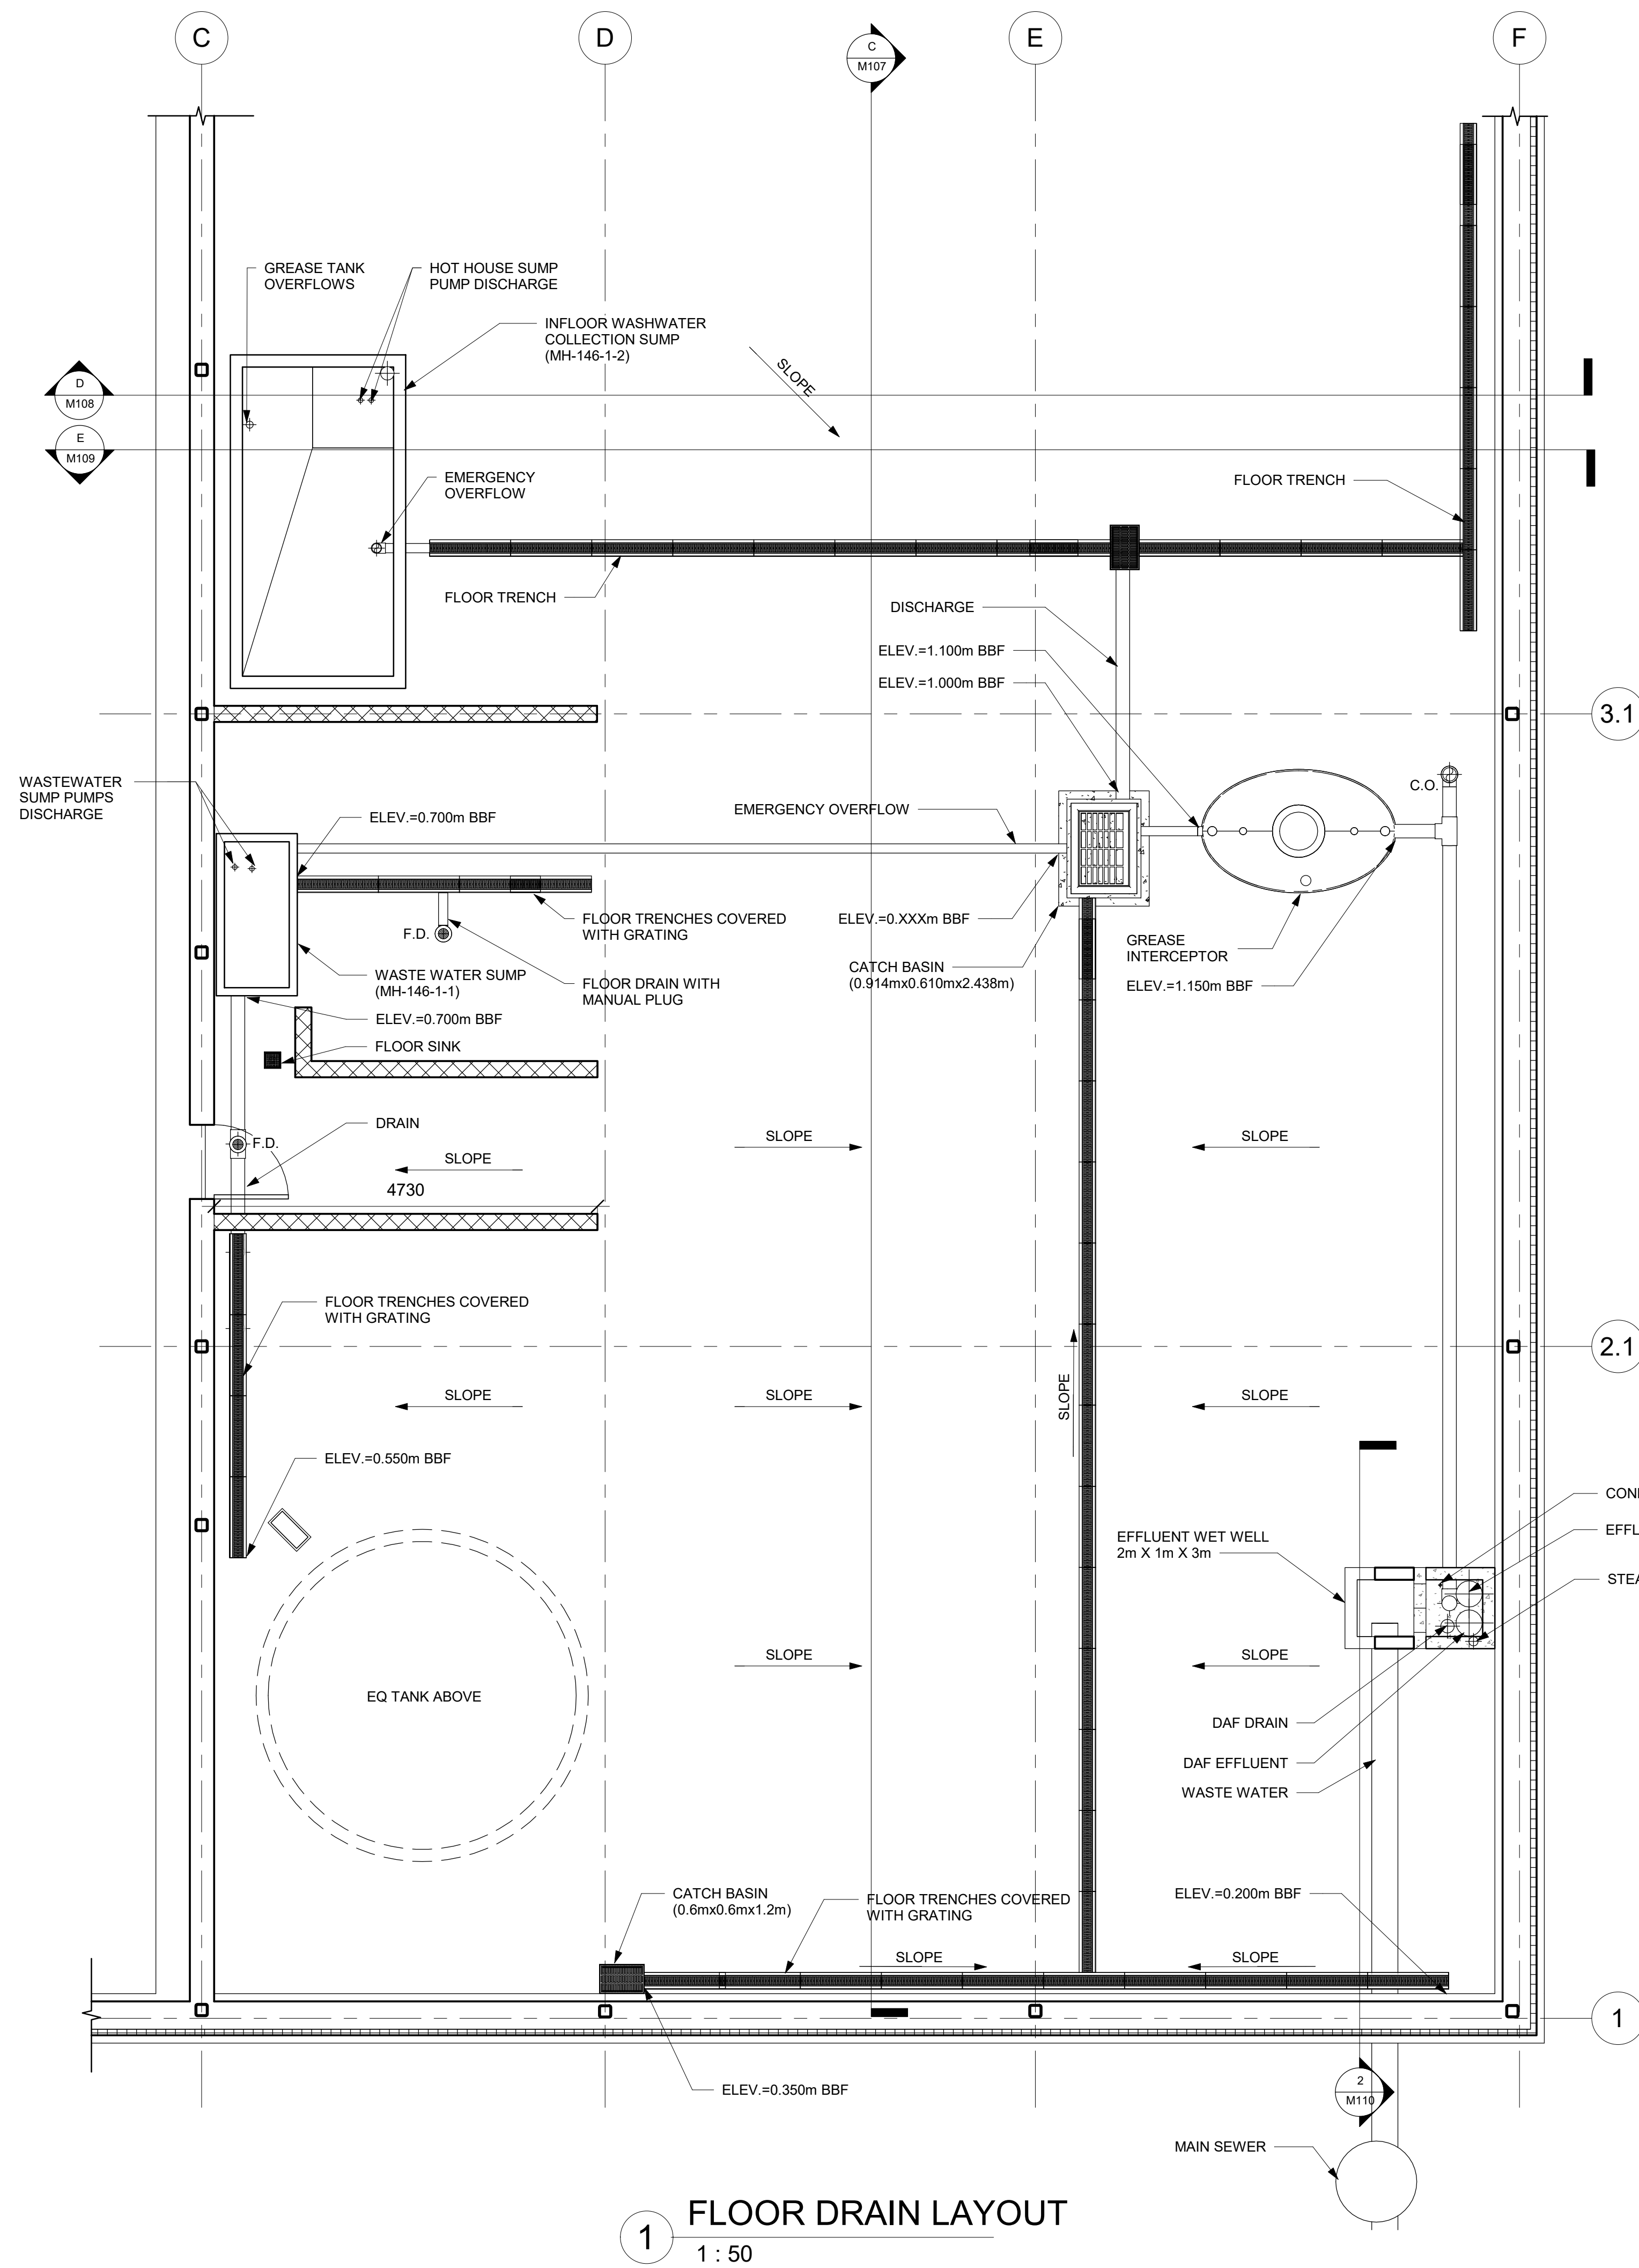 C
D
E
F
C
M107
GREASE TANK
OVERFLOWS
HOT HOUSE SUMP
PUMP DISCHARGE
INFLOOR WASHWATER
COLLECTION SUMP
(MH-146-1-2)
SLOPE
D
M108
E
M109
EMERGENCY
OVERFLOW
FLOOR TRENCH
FLOOR TRENCH
DISCHARGE
ELEV.=1.100m BBF
ELEV.=1.000m BBF
3.1
WASTEWATER
SUMP PUMPS
DISCHARGE
C.O.
ELEV.=0.700m BBF
EMERGENCY OVERFLOW
FLOOR TRENCHES COVERED
WITH GRATING
ELEV.=0.XXXm BBF
F.D.
GREASE
INTERCEPTOR
CATCH BASIN
(0.914mx0.610mx2.438m)
WASTE WATER SUMP
(MH-146-1-1)
FLOOR DRAIN WITH
MANUAL PLUG
ELEV.=1.150m BBF
ELEV.=0.700m BBF
FLOOR SINK
DRAIN
F.D.
SLOPE
SLOPE
SLOPE
4730
FLOOR TRENCHES COVERED
WITH GRATING
2.1
SLOPE
SLOPE
SLOPE
SLOPE
ELEV.=0.550m BBF
CON
EFFL
EFFLUENT WET WELL
2m X 1m X 3m
STEA
SLOPE
SLOPE
EQ TANK ABOVE
DAF DRAIN
DAF EFFLUENT
WASTE WATER
CATCH BASIN
(0.6mx0.6mx1.2m)
FLOOR TRENCHES COVERED
WITH GRATING
ELEV.=0.200m BBF
SLOPE
SLOPE
1
ELEV.=0.350m BBF
2
M110
MAIN SEWER
1
FLOOR DRAIN LAYOUT
1 : 50